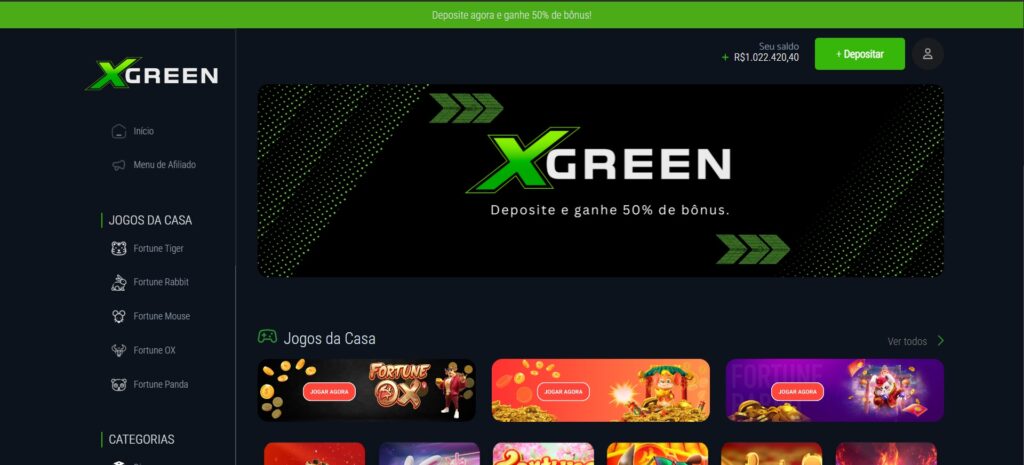 Deposite agora e ganhe 50% de bônus!
XGREEN
Seu saldo
+ R$1.022.420,40
+ Depositar
Início
Menu de Afiliado
JOGOS DA CASA
Fortune Tiger
Fortune Rabbit
Fortune Mouse
Fortune OX
Fortune Panda
CATEGORIAS
XGREEN
Deposite e ganhe 50% de bônus.
Jogos da Casa
Ver todos
JOGAR AGORA
FORTUNE
OX
JOGAR AGORA
FORTUNE
JOGAR AGORA